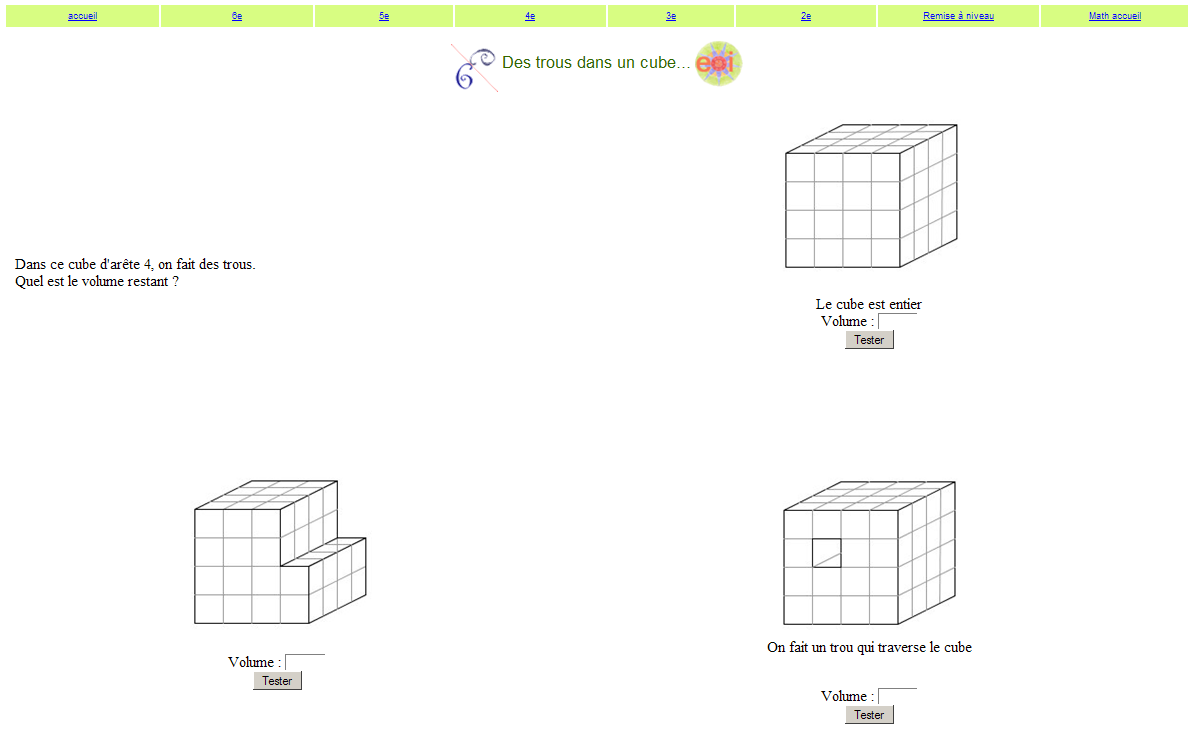 accueil 6e 5e 4e 3e 2e Remise à niveau Math accueil
6e Des trous dans un cube... eoi
Dans ce cube d'arête 4, on fait des trous.
Quel est le volume restant ?
Le cube est entier
Volume :
Tester
Volume :
Tester
On fait un trou qui traverse le cube
Volume :
Tester